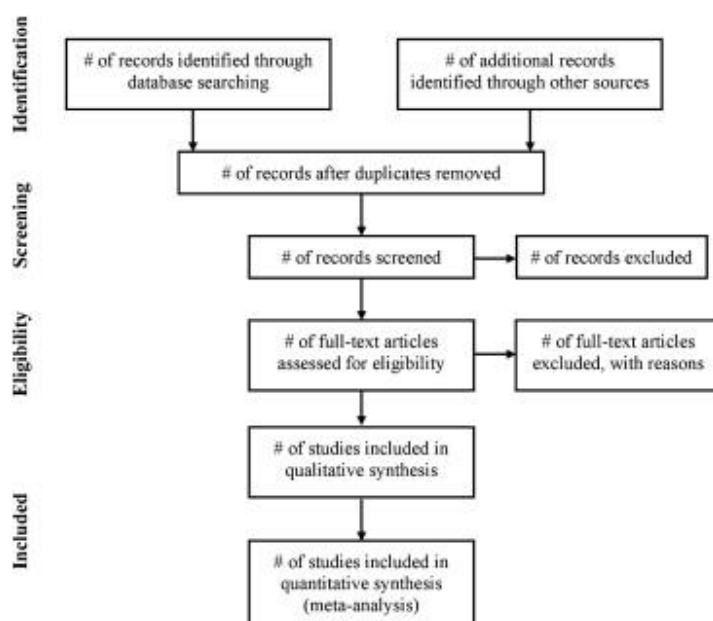 Identification
# of records identified through
database searching
# of additional records
identified through other sources
Screening
# of records after duplicates removed
# of records screened
# of records excluded
Eligibility
# of full-text articles
assessed for eligibility
# of full-text articles
excluded, with reasons
Included
# of studies included in
qualitative synthesis
# of studies included in
quantitative synthesis
(meta-analysis)